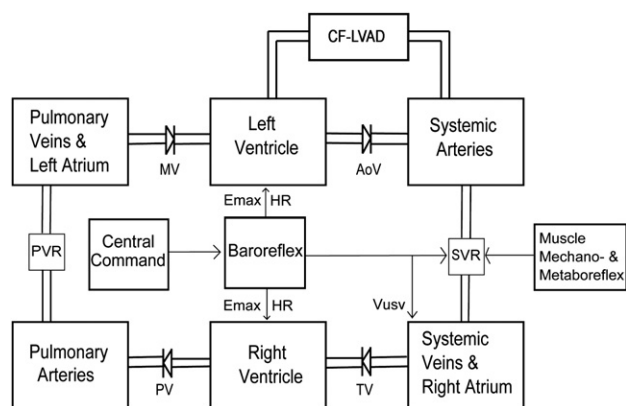 CF-LVAD
Pulmonary
Veins &
Left Atrium
MV
Left
Ventricle
AoV
Systemic
Arteries
Emax
HR
PVR
Central
Command
Baroreflex
SVR
Muscle
Mechano- &
Metaboreflex
Emax
HR
Vusv
Pulmonary
Arteries
PV
Right
Ventricle
TV
Systemic
Veins &
Right Atrium